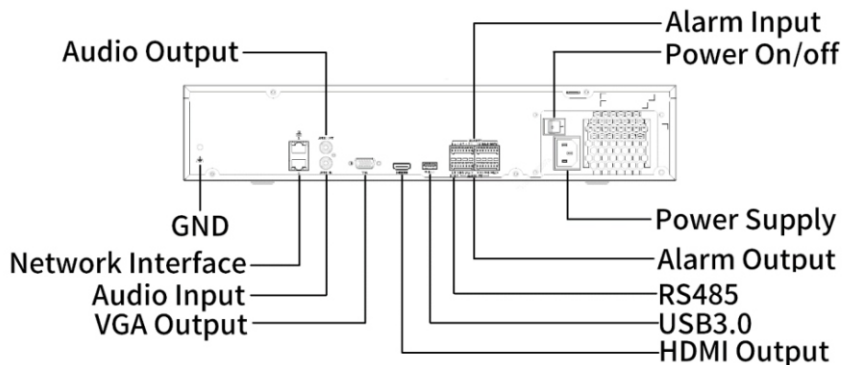 Alarm Input
Audio Output
Power On/off
GND
Power Supply
Network Interface
Alarm Output
Audio Input
RS485
VGA Output
USB3.0
HDMI Output